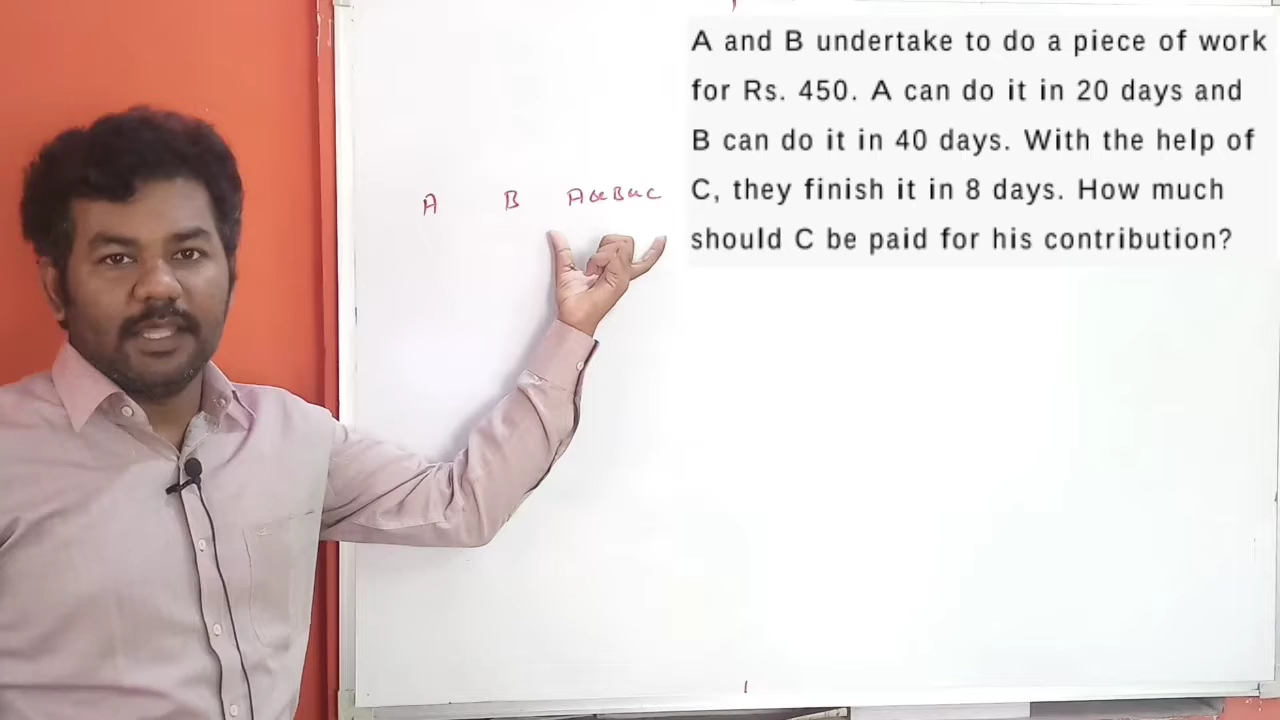 A and B undertake to do a piece of work
for Rs. 450. A can do it in 20 days and
B can do it in 40 days. With the help of
C, they finish it in 8 days. How much
should C be paid for his contribution?
A B A&B&C